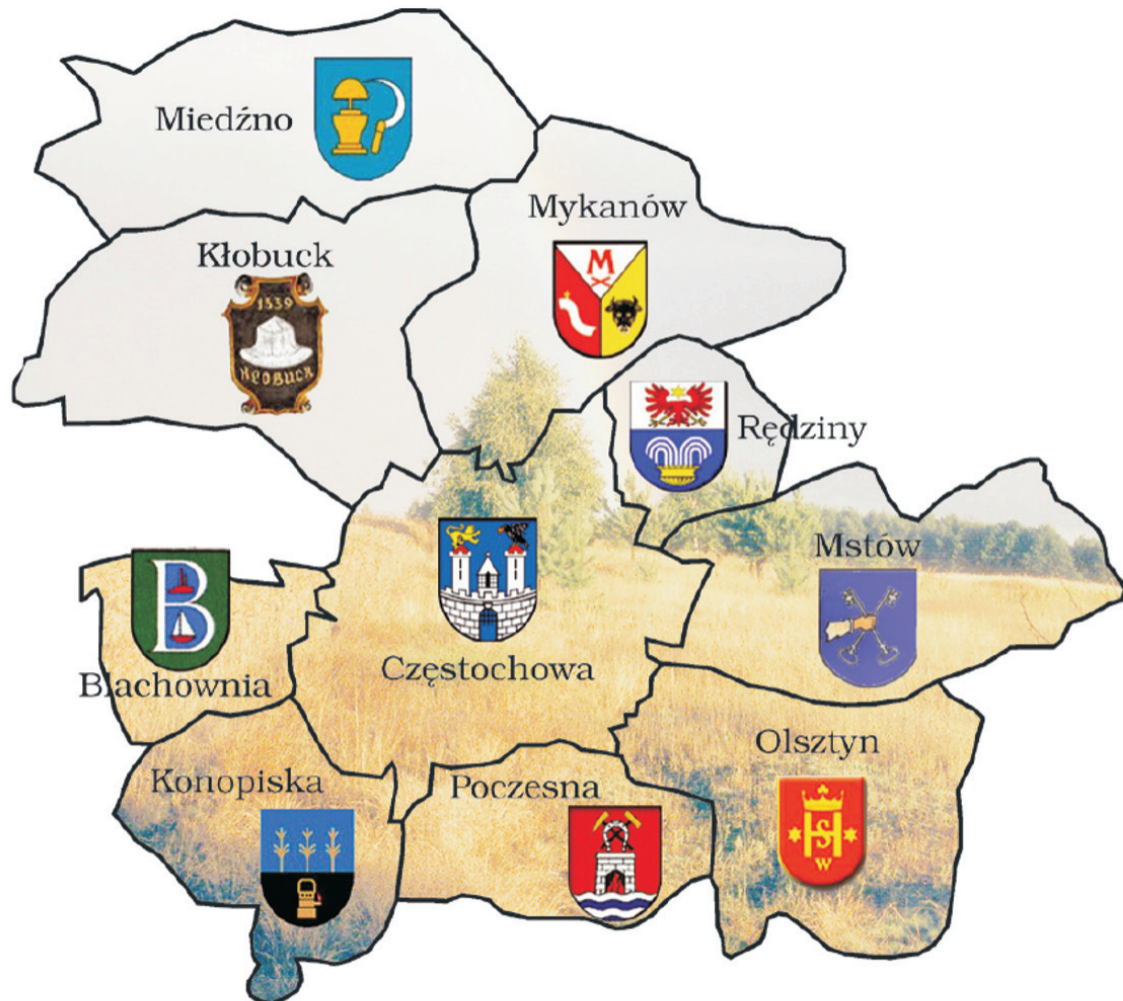 Miedźno
Mykanów
M
Kłobuck
1339
KŁOBUCK
Rędziny
Mstów
B
Blachownia
Częstochowa
Olsztyn
Konopiska
Poczesna
H
S
W